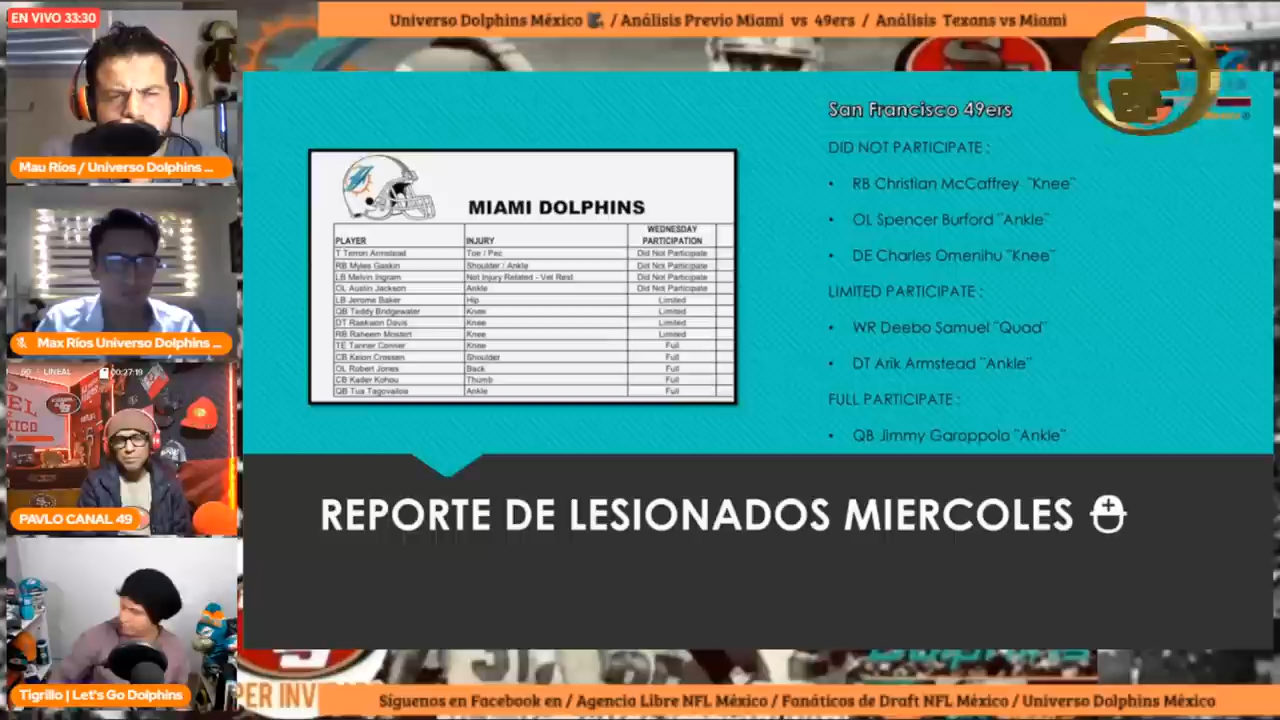 EN VIVO 33:30
Universo Dolphins México / Análisis Previo Miami vs 49ers / Análisis Texans vs Miami
Mau Ríos / Universo Dolphins ...
Max Ríos Universo Dolphins ...
LINEAL
00:27:19
PAVLO CANAL 49
Tigrillo | Let's Go Dolphins
MIAMI DOLPHINS
PLAYER INJURY WEDNESDAY PARTICIPATION
T Terron Armstead Toe / Pec Did Not Participate
RB Myles Gaskin Shoulder / Ankle Did Not Participate
LB Melvin Ingram Not Injury Related - Vet Rest Did Not Participate
OL Austin Jackson Ankle Did Not Participate
LB Jerome Baker Hip Limited
QB Teddy Bridgewater Knee Limited
DT Raekwon Davis Knee Limited
RB Raheem Mostert Knee Limited
TE Tanner Conner Knee Full
CB Keion Crossen Shoulder Full
OL Robert Jones Back Full
CB Kader Kohou Thumb Full
QB Tua Tagovailoa Ankle Full
San Francisco 49ers
DID NOT PARTICIPATE :
• RB Christian McCaffrey "Knee"
• OL Spencer Burford "Ankle"
• DE Charles Omenihu "Knee"
LIMITED PARTICIPATE :
• WR Deebo Samuel "Quad"
• DT Arik Armstead "Ankle"
FULL PARTICIPATE :
• QB Jimmy Garoppolo "Ankle"
REPORTE DE LESIONADOS MIERCOLES
Síguenos en Facebook en / Agencia Libre NFL México / Fanáticos de Draft NFL México / Universo Dolphins México